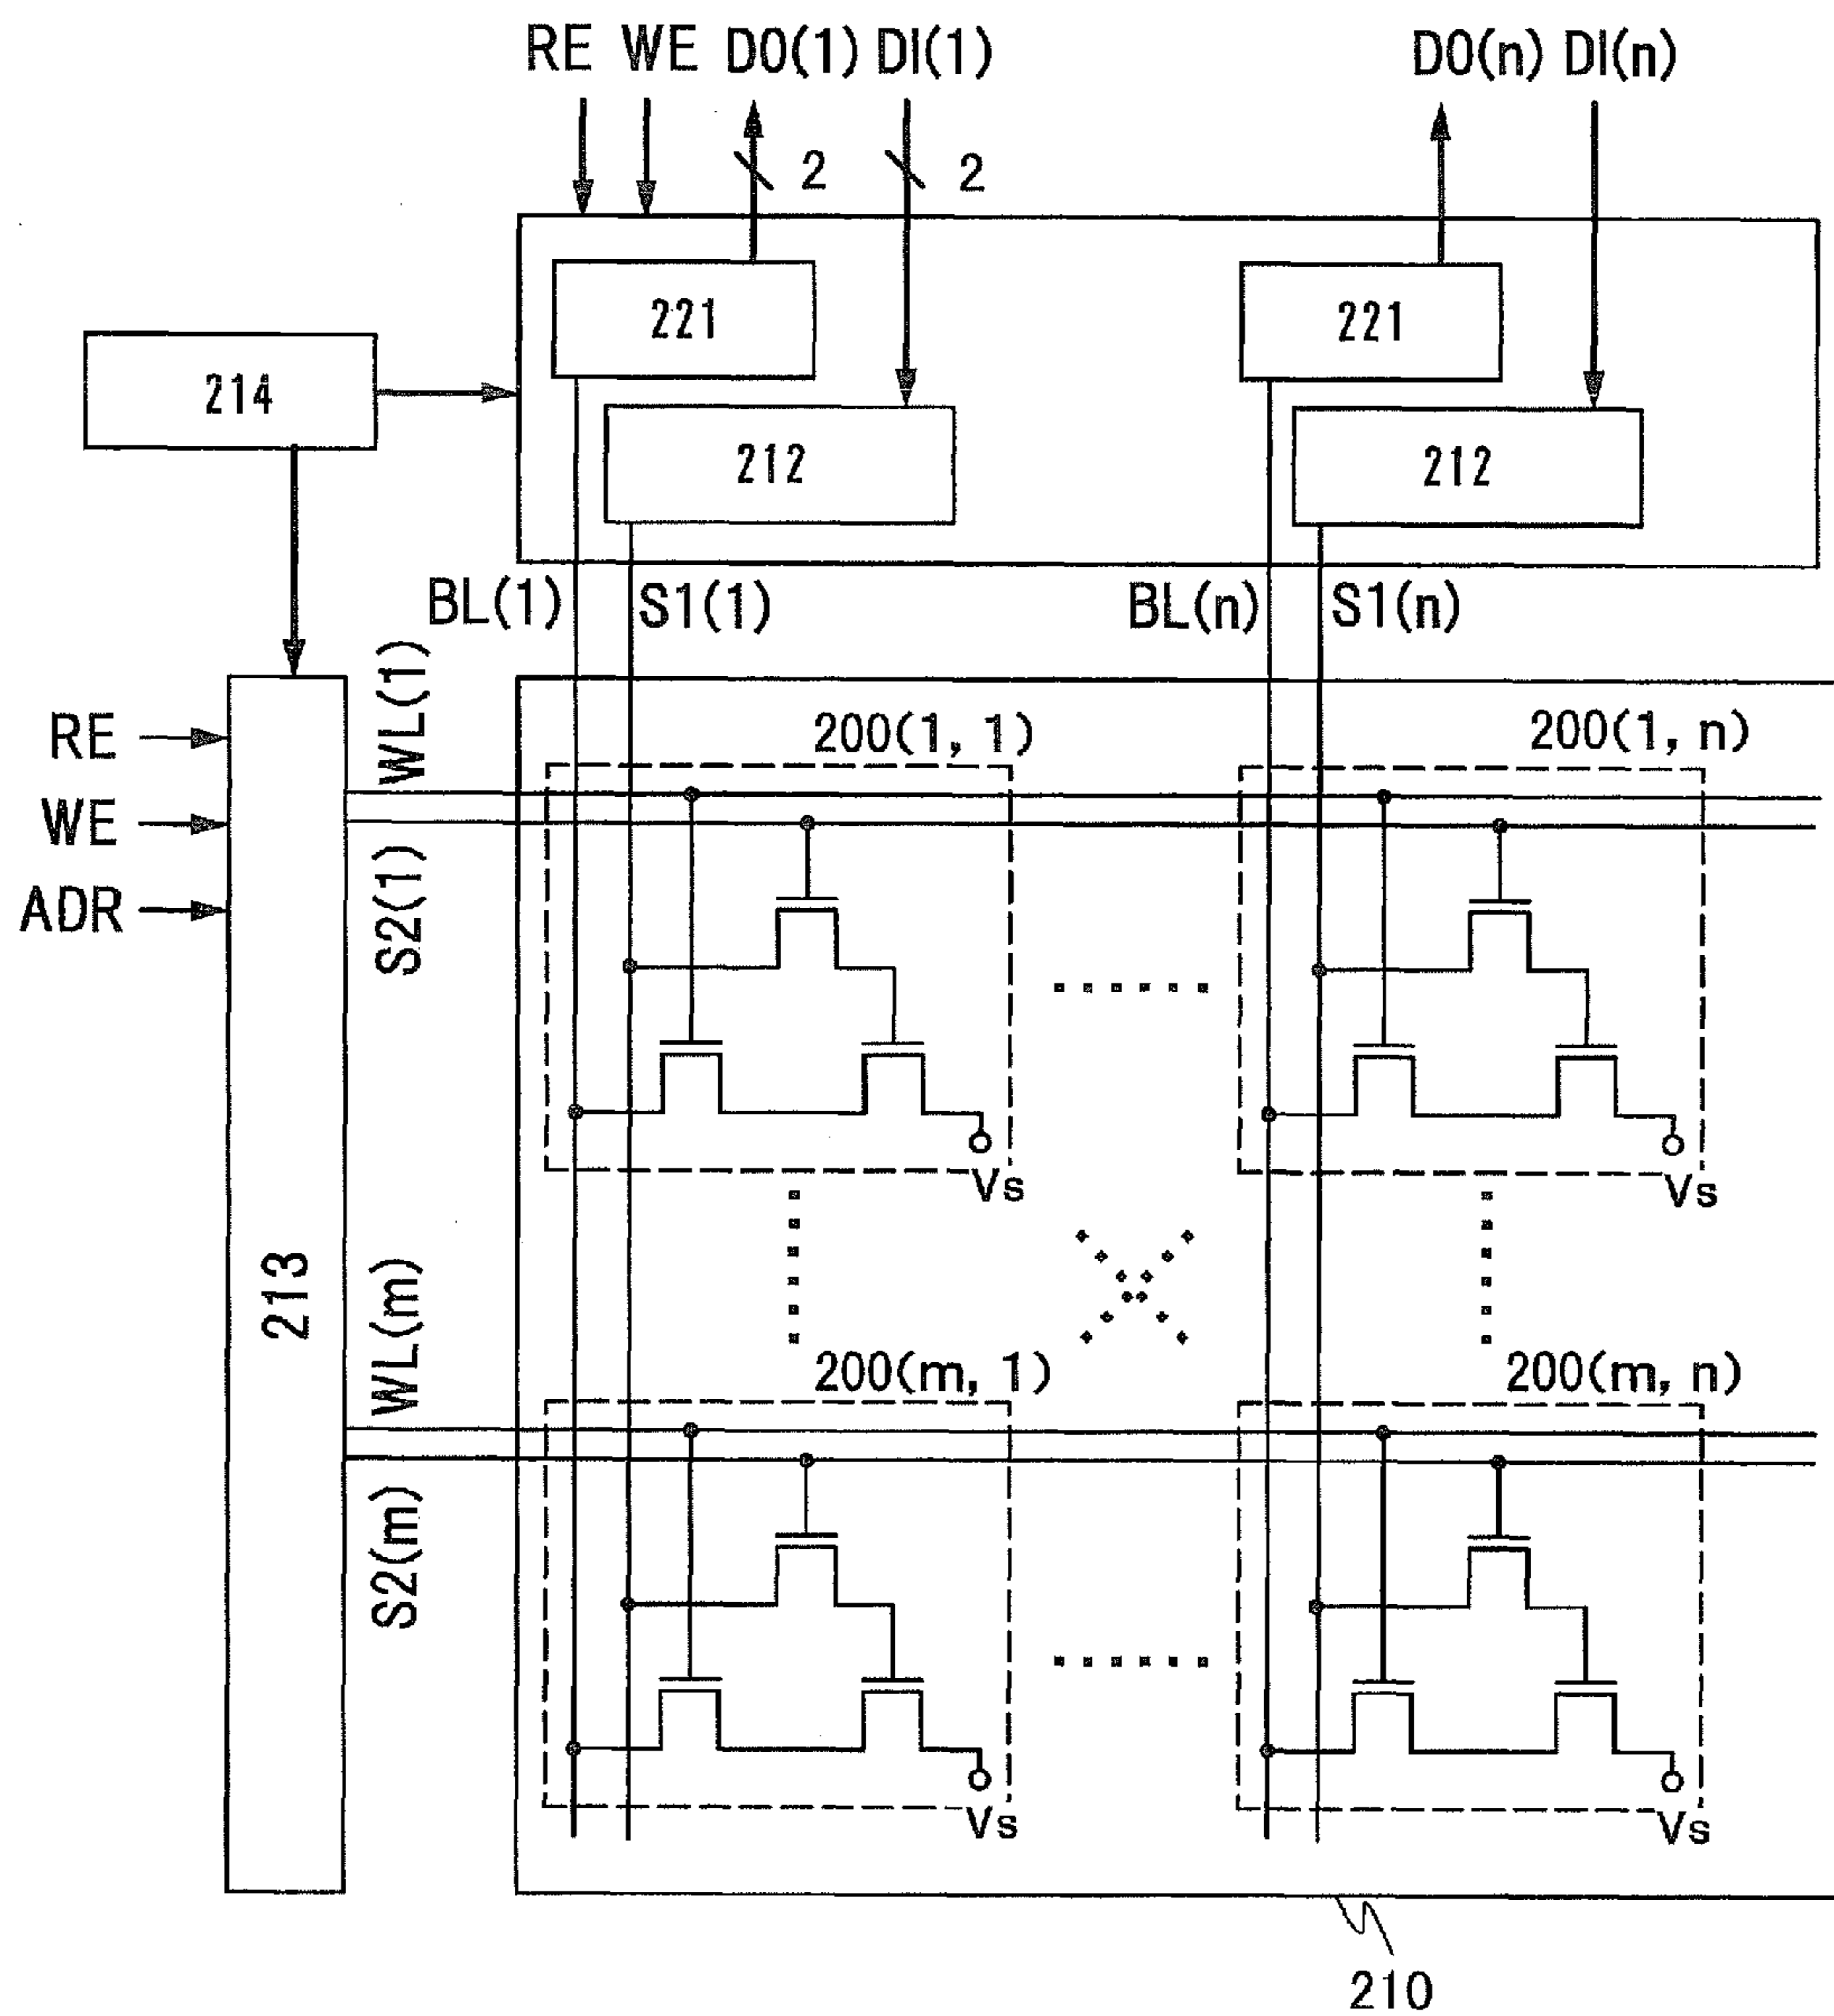 RE WE DO(1) DI(1) DO(n) DI(n)
2 2
221 221
214
212 212
BL(1) S1(1) BL(n) S1(n)
WL(1)
200(1, 1) 200(1, n)
RE
WE
S2(1)
ADR
Vs Vs
213
WL(m)
200(m, 1) 200(m, n)
S2(m)
Vs Vs
210